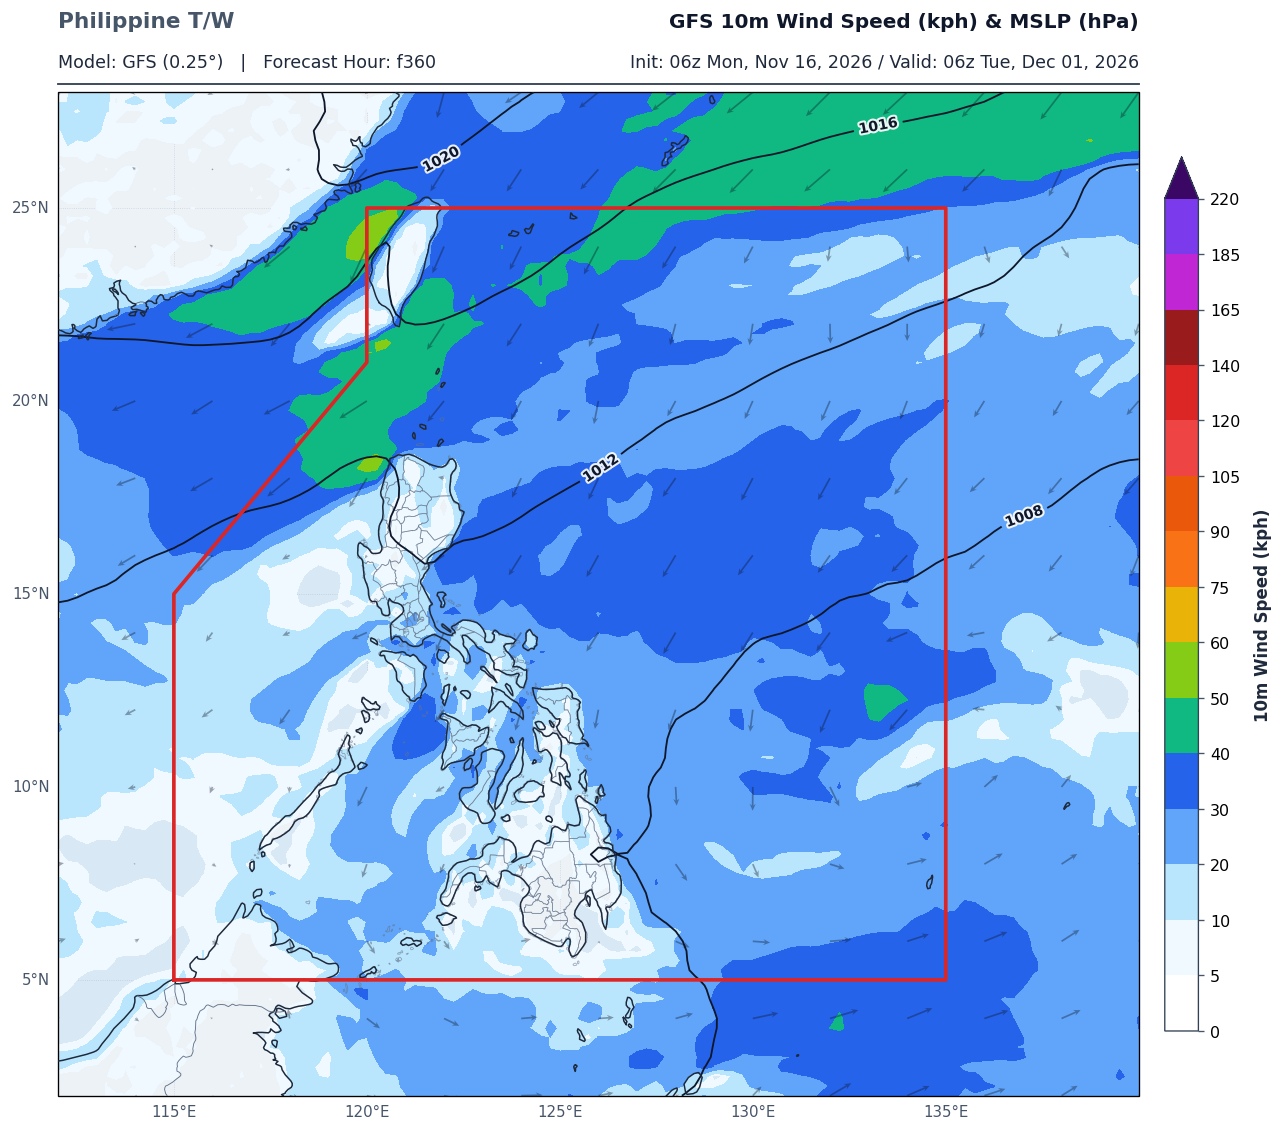 Philippine T/W
GFS 10m Wind Speed (kph) & MSLP (hPa)
Model: GFS (0.25°) | Forecast Hour: f360
Init: 06z Mon, Nov 16, 2026 / Valid: 06z Tue, Dec 01, 2026
1020
1016
1012
1008
25°N
20°N
15°N
10°N
5°N
115°E
120°E
125°E
130°E
135°E
220
185
165
140
120
105
90
75
60
50
40
30
20
10
5
0
10m Wind Speed (kph)